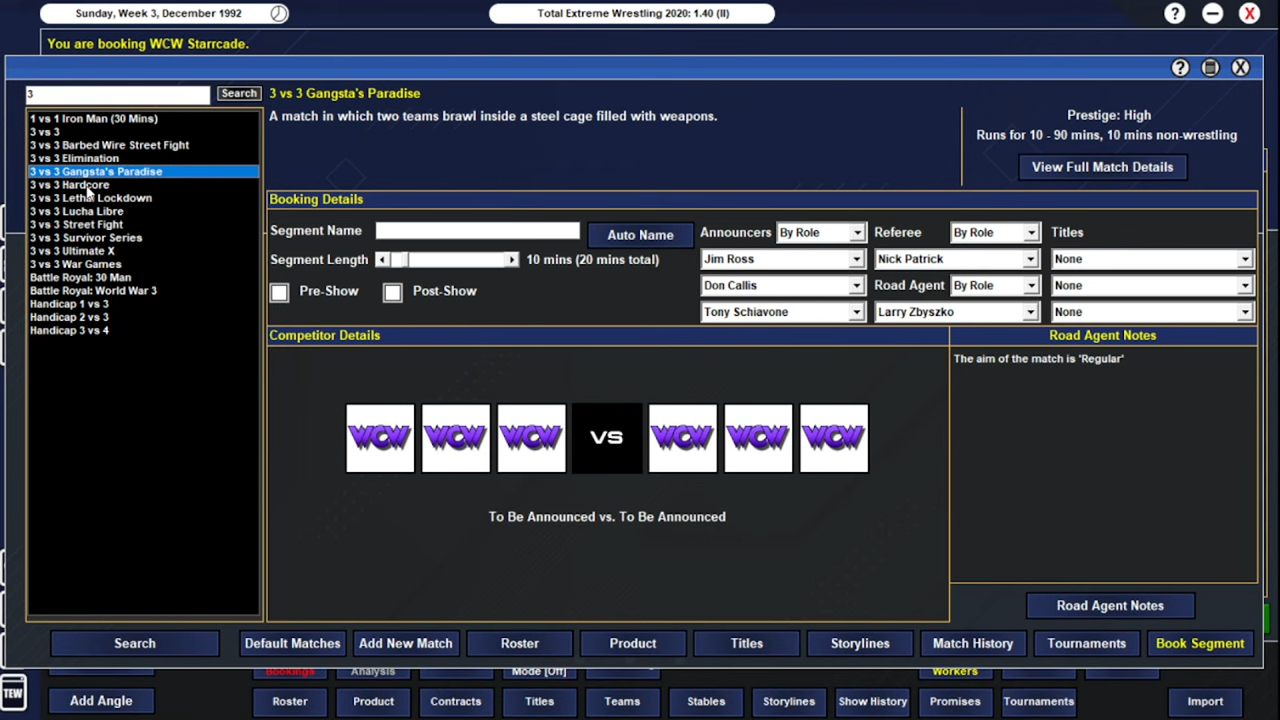 Sunday, Week 3, December 1992
Total Extreme Wrestling 2020: 1.40 (II)
? X
You are booking WCW Starrcade.
? X
3
Search
3 vs 3 Gangsta's Paradise
A match in which two teams brawl inside a steel cage filled with weapons.
Prestige: High
Runs for 10 - 90 mins, 10 mins non-wrestling
View Full Match Details
1 vs 1 Iron Man (30 Mins)
3 vs 3
3 vs 3 Barbed Wire Street Fight
3 vs 3 Elimination
3 vs 3 Gangsta's Paradise
3 vs 3 Hardcore
3 vs 3 Lethal Lockdown
3 vs 3 Lucha Libre
3 vs 3 Street Fight
3 vs 3 Survivor Series
3 vs 3 Ultimate X
3 vs 3 War Games
Battle Royal: 30 Man
Battle Royal: World War 3
Handicap 1 vs 3
Handicap 2 vs 3
Handicap 3 vs 4
Booking Details
Segment Name
Auto Name
Segment Length
10 mins (20 mins total)
Pre-Show
Post-Show
Announcers
By Role
Jim Ross
Don Callis
Tony Schiavone
Referee
By Role
Nick Patrick
Road Agent
By Role
Larry Zbyszko
Titles
None
None
None
Competitor Details
WCW WCW WCW VS WCW WCW WCW
To Be Announced vs. To Be Announced
Road Agent Notes
The aim of the match is 'Regular'
Road Agent Notes
Search
Default Matches
Add New Match
Roster
Product
Titles
Storylines
Match History
Tournaments
Book Segment
Bookings
Analysis
Mode [Off]
Workers
TEW
Add Angle
Roster
Product
Contracts
Titles
Teams
Stables
Storylines
Show History
Promises
Tournaments
Import